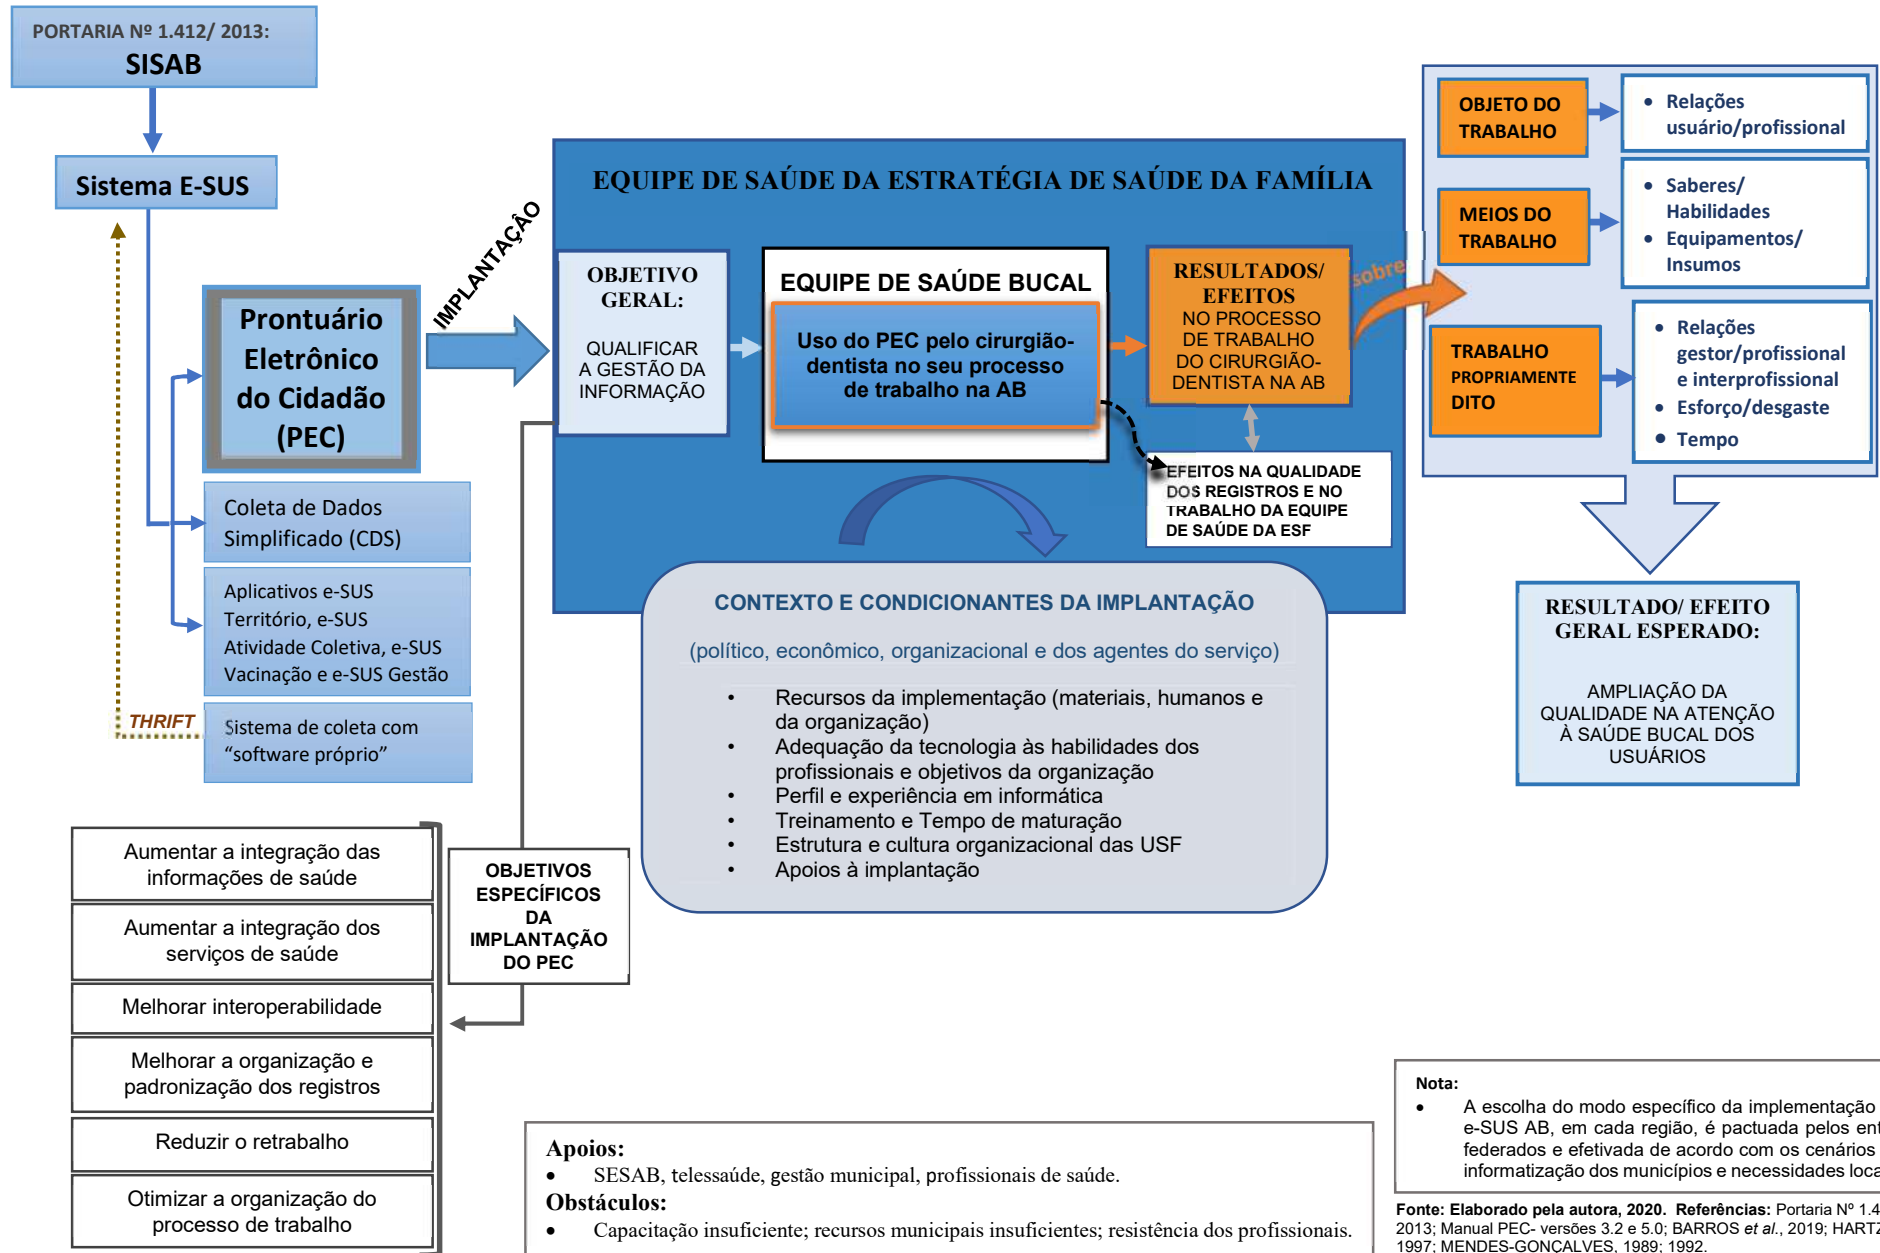 PORTARIA Nº 1.412/ 2013:
SISAB
Sistema E-SUS
Prontuário
Eletrônico
do Cidadão
(PEC)
Coleta de Dados
Simplificado (CDS)
Aplicativos e-SUS
Território, e-SUS
Atividade Coletiva, e-SUS
Vacinação e e-SUS Gestão
THRIFT
Sistema de coleta com
“software próprio”
IMPLANTAÇÂO
EQUIPE DE SAÚDE DA ESTRATÉGIA DE SAÚDE DA FAMÍLIA
OBJETIVO
GERAL:
QUALIFICAR
A GESTÃO DA
INFORMAÇÃO
EQUIPE DE SAÚDE BUCAL
Uso do PEC pelo cirurgião-
dentista no seu processo
de trabalho na AB
RESULTADOS/
EFEITOS
NO PROCESSO
DE TRABALHO
DO CIRURGIÃO-
DENTISTA NA AB
EFEITOS NA QUALIDADE
DOS REGISTROS E NO
TRABALHO DA EQUIPE
DE SAÚDE DA ESF
sobre
OBJETO DO
TRABALHO
• Relações
usuário/profissional
MEIOS DO
TRABALHO
• Saberes/
Habilidades
• Equipamentos/
Insumos
TRABALHO
PROPRIAMENTE
DITO
• Relações
gestor/profissional
e interprofissional
• Esforço/desgaste
• Tempo
RESULTADO/ EFEITO
GERAL ESPERADO:
AMPLIAÇÃO DA
QUALIDADE NA ATENÇÃO
À SAÚDE BUCAL DOS
USUÁRIOS
CONTEXTO E CONDICIONANTES DA IMPLANTAÇÃO
(político, econômico, organizacional e dos agentes do serviço)
• Recursos da implementação (materiais, humanos e
da organização)
• Adequação da tecnologia às habilidades dos
profissionais e objetivos da organização
• Perfil e experiência em informática
• Treinamento e Tempo de maturação
• Estrutura e cultura organizacional das USF
• Apoios à implantação
OBJETIVOS
ESPECÍFICOS
DA
IMPLANTAÇÃO
DO PEC
Aumentar a integração das
informações de saúde
Aumentar a integração dos
serviços de saúde
Melhorar interoperabilidade
Melhorar a organização e
padronização dos registros
Reduzir o retrabalho
Otimizar a organização do
processo de trabalho
Apoios:
• SESAB, telessaúde, gestão municipal, profissionais de saúde.
Obstáculos:
• Capacitação insuficiente; recursos municipais insuficientes; resistência dos profissionais.
Nota:
• A escolha do modo específico da implementação
e-SUS AB, em cada região, é pactuada pelos
federados e efetivada de acordo com os cenários
informatização dos municípios e necessidades
Fonte: Elaborado pela autora, 2020. Referências: Portaria Nº
2013; Manual PEC- versões 3.2 e 5.0; BARROS et al., 2019;
1997; MENDES-GONÇALVES, 1989; 1992.